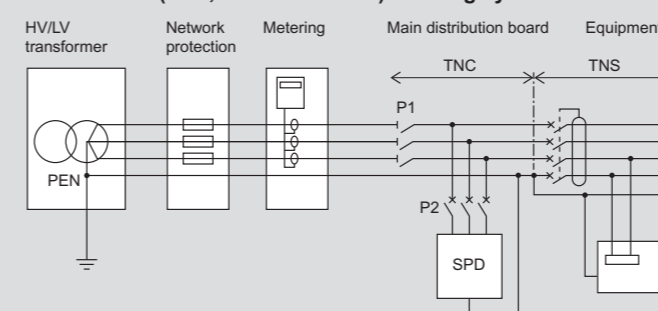 HV/LV
transformer
Network
protection
Metering
Main distribution board
TNC
TNS
P1
PEN
P2
SPD